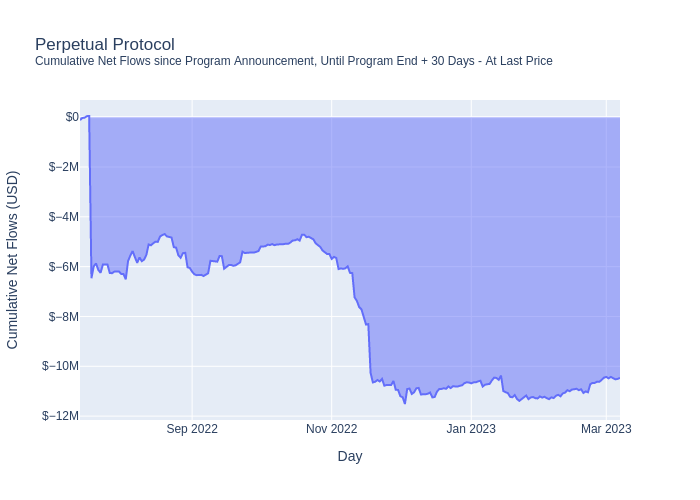 Perpetual Protocol
Cumulative Net Flows since Program Announcement, Until Program End + 30 Days - At Last Price
Cumulative Net Flows (USD)
$0
$−2M
$−4M
$−6M
$−8M
$−10M
$−12M
Sep 2022
Nov 2022
Jan 2023
Mar 2023
Day